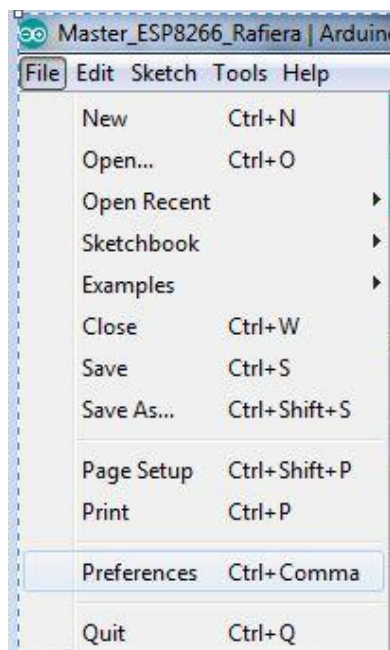 Master_ESP8266_Rafiera | Arduino
File Edit Sketch Tools Help
New Ctrl+N
Open... Ctrl+O
Open Recent
Sketchbook
Examples
Close Ctrl+W
Save Ctrl+S
Save As... Ctrl+Shift+S
Page Setup Ctrl+Shift+P
Print Ctrl+P
Preferences Ctrl+Comma
Quit Ctrl+Q